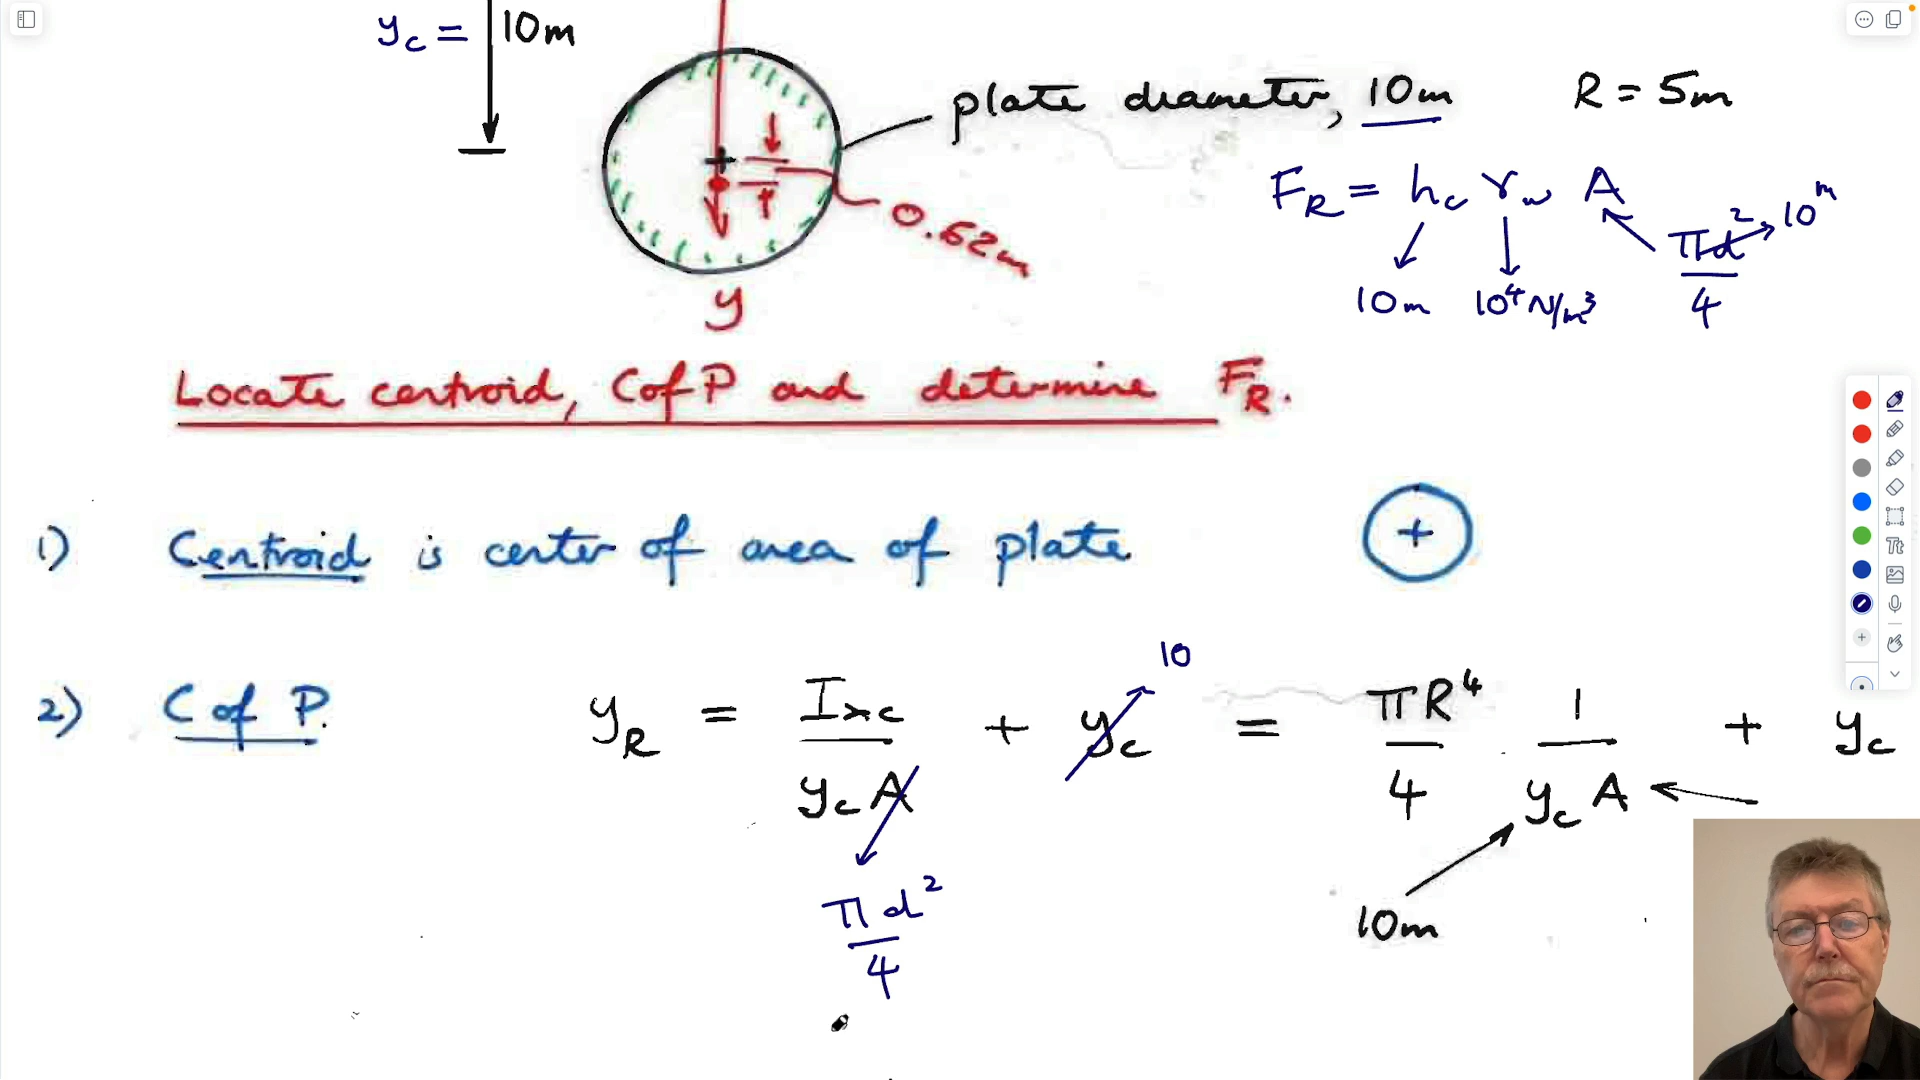 y_c = 10m
plate diameter, 10m R = 5m
F_R = h_c γ_w A
πd²/4 10m
10m 10⁴ N/m³
0.62m
y
Locate centroid, C of P and determine F_R.
1) Centroid is center of area of plate
+
2) C of P. y_R = I_xc / y_c A + y_c = πR⁴/4 · 1/y_c A + y_c
10
πd²/4
10m
Tt